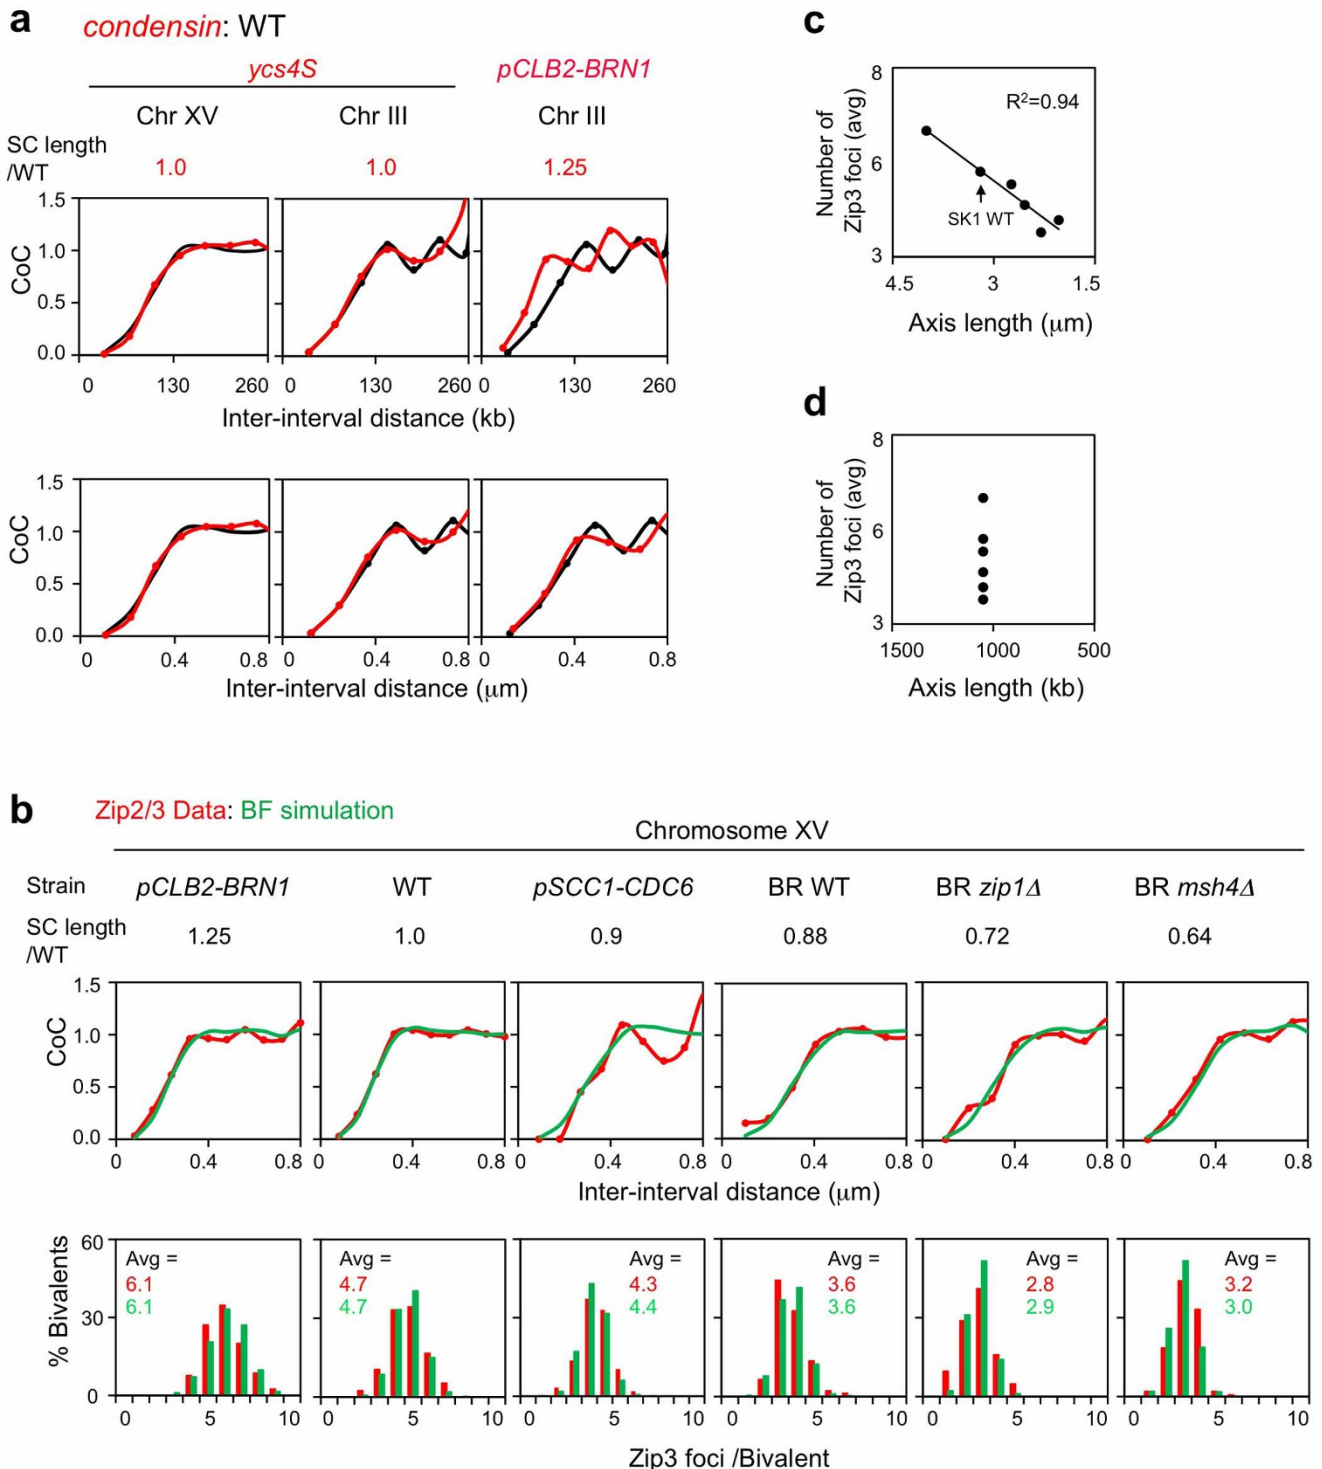 a
condensin: WT
ycs4S
pCLB2-BRN1
Chr XV
Chr III
Chr III
SC length
/WT
1.0
1.0
1.25
CoC
1.5
1.0
0.5
0.0
0 130 260
0 130 260
0 130 260
Inter-interval distance (kb)
CoC
1.5
1.0
0.5
0.0
0 0.4 0.8
0 0.4 0.8
0 0.4 0.8
Inter-interval distance (μm)
c
Number of
Zip3 foci (avg)
8
6
3
R²=0.94
SK1 WT
4.5 3 1.5
Axis length (μm)
d
Number of
Zip3 foci (avg)
8
6
3
1500 1000 500
Axis length (kb)
b
Zip2/3 Data: BF simulation
Chromosome XV
Strain
pCLB2-BRN1
WT
pSCC1-CDC6
BR WT
BR zip1Δ
BR msh4Δ
SC length
/WT
1.25
1.0
0.9
0.88
0.72
0.64
CoC
1.5
1.0
0.5
0.0
0 0.4 0.8
0 0.4 0.8
0 0.4 0.8
0 0.4 0.8
0 0.4 0.8
0 0.4 0.8
Inter-interval distance (μm)
% Bivalents
60
30
0
Avg =
6.1
6.1
Avg =
4.7
4.7
Avg =
4.3
4.4
Avg =
3.6
3.6
Avg =
2.8
2.9
Avg =
3.2
3.0
0 5 10
0 5 10
0 5 10
0 5 10
0 5 10
0 5 10
Zip3 foci /Bivalent